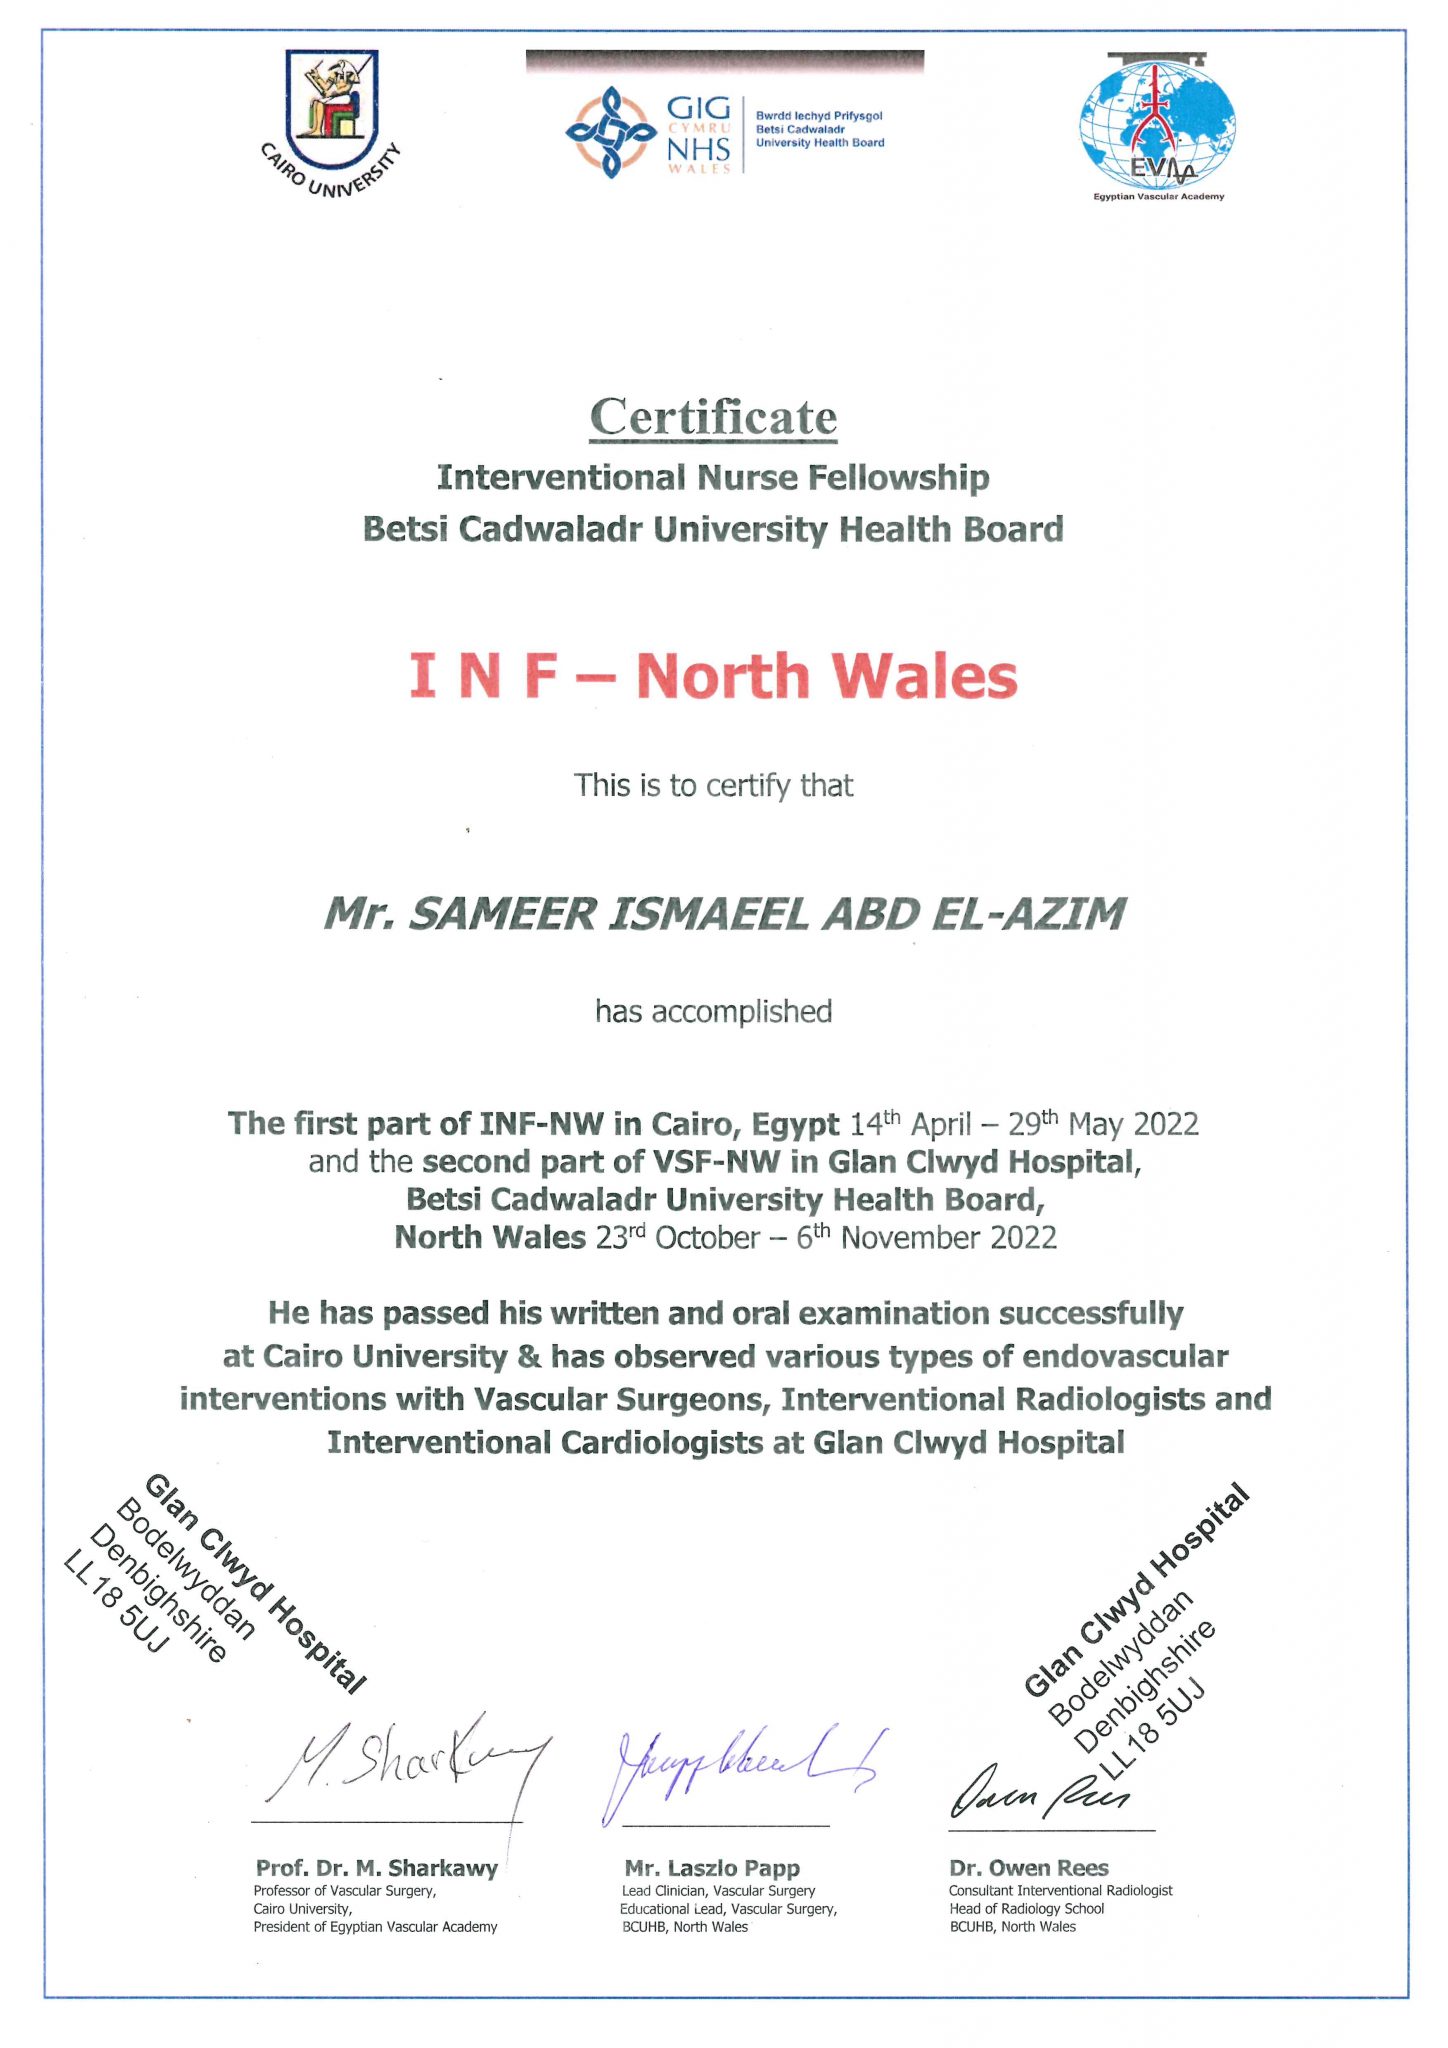 CAIRO UNIVERSITY
GIG
CYMRU
NHS
WALES
Bwrdd Iechyd Prifysgol
Betsi Cadwaladr
University Health Board
EVA
Egyptian Vascular Academy
Certificate
Interventional Nurse Fellowship
Betsi Cadwaladr University Health Board
I N F – North Wales
This is to certify that
Mr. SAMEER ISMAEEL ABD EL-AZIM
has accomplished
The first part of INF-NW in Cairo, Egypt 14th April – 29th May 2022
and the second part of VSF-NW in Glan Clwyd Hospital,
Betsi Cadwaladr University Health Board,
North Wales 23rd October – 6th November 2022
He has passed his written and oral examination successfully
at Cairo University & has observed various types of endovascular
interventions with Vascular Surgeons, Interventional Radiologists and
Interventional Cardiologists at Glan Clwyd Hospital
Glan Clwyd Hospital
Bodelwyddan
Denbighshire
LL18 5UJ
Glan Clwyd Hospital
Bodelwyddan
Denbighshire
LL18 5UJ
M. Sharkawy
Owen Rees
Prof. Dr. M. Sharkawy
Professor of Vascular Surgery,
Cairo University,
President of Egyptian Vascular Academy
Mr. Laszlo Papp
Lead Clinician, Vascular Surgery
Educational Lead, Vascular Surgery,
BCUHB, North Wales
Dr. Owen Rees
Consultant Interventional Radiologist
Head of Radiology School
BCUHB, North Wales